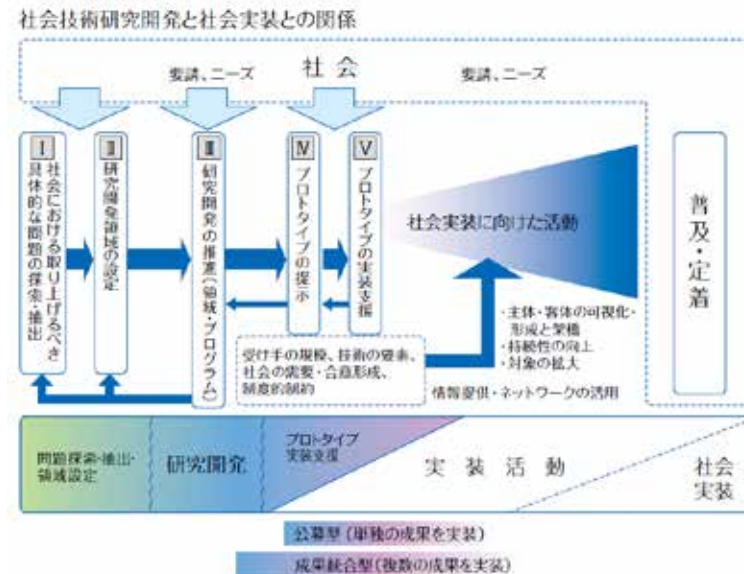 社会技術研究開発と社会実装との関係
社会
要請、ニーズ
要請、ニーズ
Ⅰ
社会における取り上げるべき
具体的な問題の探索・抽出
Ⅱ
研究開発領域の設定
Ⅲ
研究開発の推進(領域・プログラム)
Ⅳ
プロトタイプの提示
Ⅴ
プロトタイプの実装支援
社会実装に向けた活動
普及・定着
・主体・客体の可視化・
形成と架橋
・持続性の向上
・対象の拡大
受け手の規模、技術の要素、
社会の需要・合意形成、
制度的制約
情報提供・ネットワークの活用
問題探索・抽出・
領域設定
研究開発
プロトタイプ
実装支援
実装活動
社会
実装
公募型(単独の成果を実装)
成果統合型(複数の成果を実装)